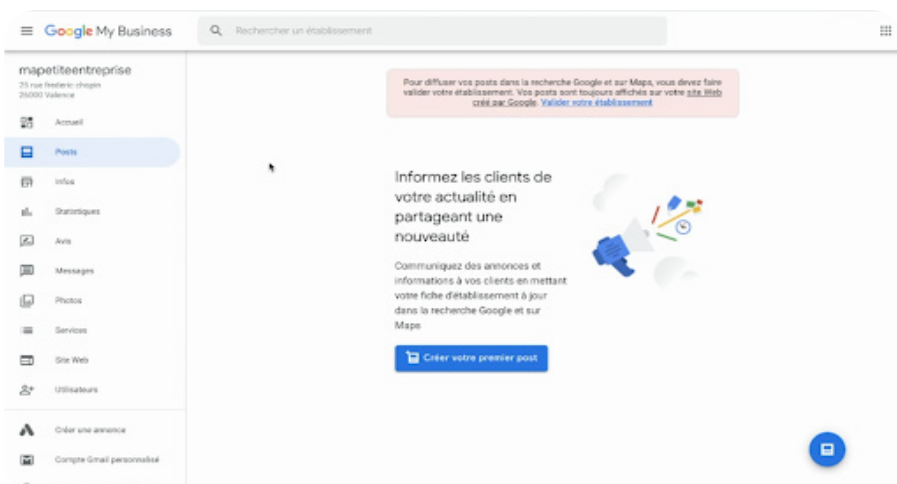 Google My Business
Rechercher un établissement
mapetiteentreprise
25 rue frederic chopin
26000 Valence
Accueil
Posts
Infos
Statistiques
Avis
Messages
Photos
Services
Site Web
Utilisateurs
Créer une annonce
Compte Gmail personnalisé
Pour diffuser vos posts dans la recherche Google et sur Maps, vous devez faire
valider votre établissement. Vos posts sont toujours affichés sur votre site Web
créé par Google. Valider votre établissement
Informez les clients de
votre actualité en
partageant une
nouveauté
Communiquez des annonces et
informations à vos clients en mettant
votre fiche d'établissement à jour
dans la recherche Google et sur
Maps
Créer votre premier post